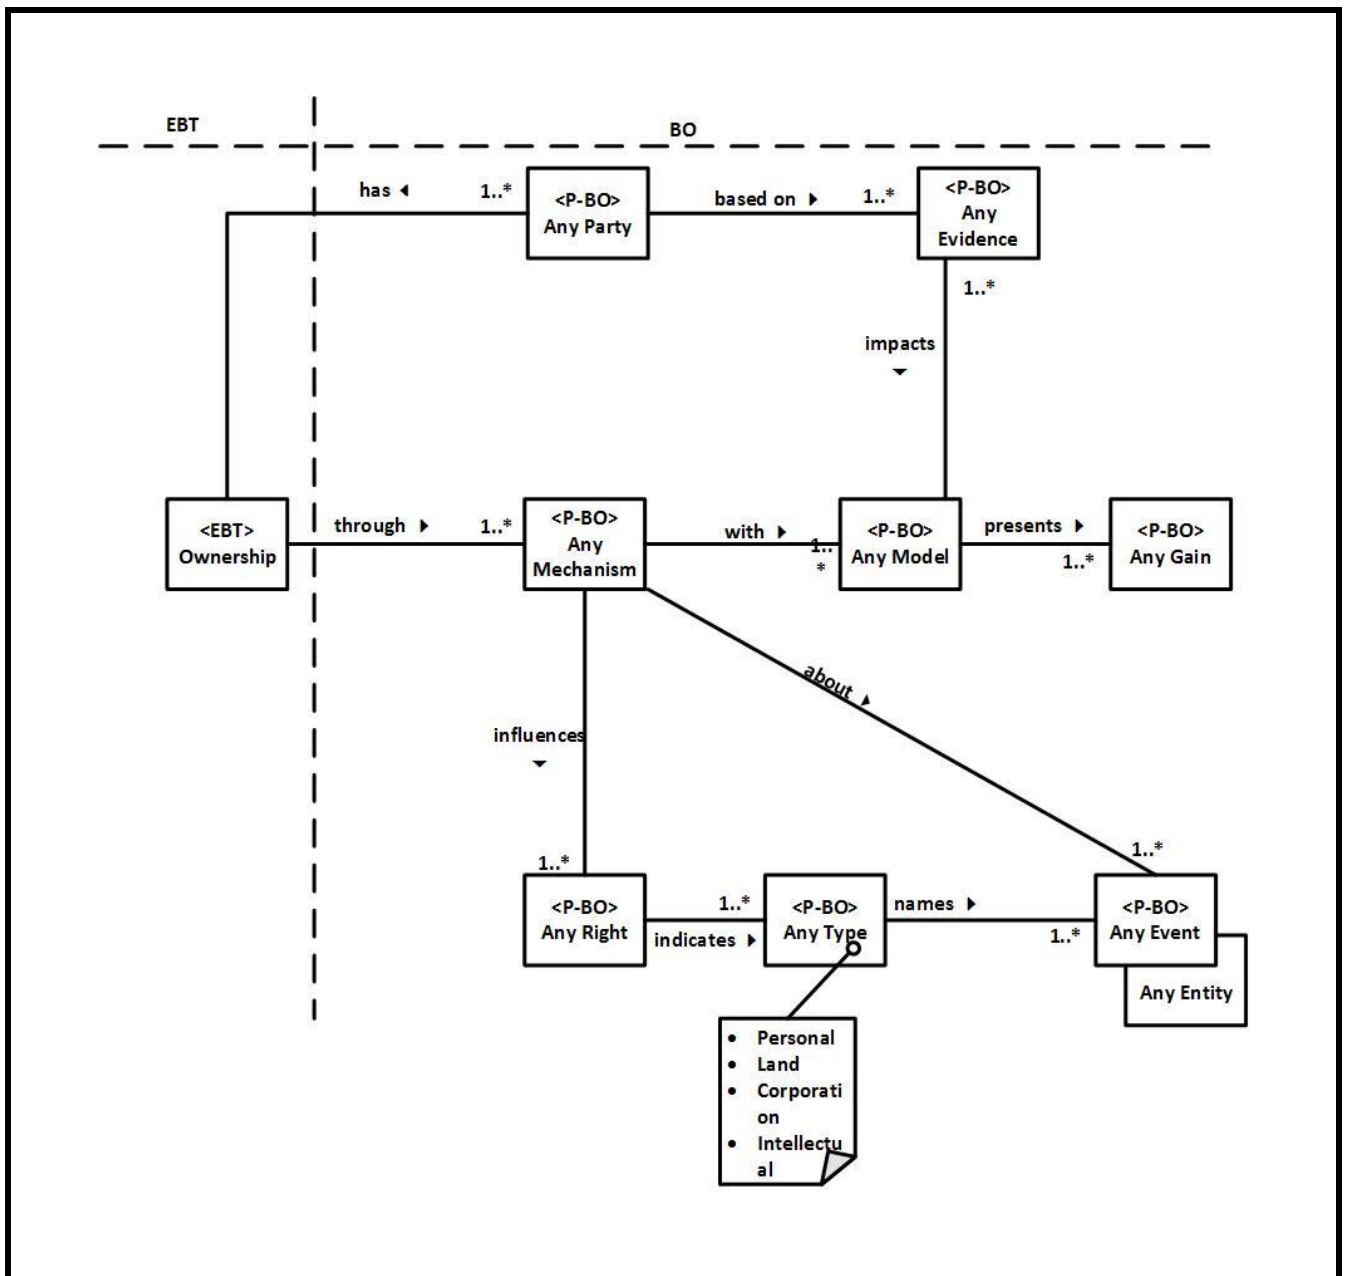 EBT
BO
has
1..*
<P-BO>
Any Party
based on
1..*
<P-BO>
Any
Evidence
1..*
impacts
<EBT>
Ownership
through
1..*
<P-BO>
Any
Mechanism
with
1..
*
<P-BO>
Any Model
presents
1..*
<P-BO>
Any Gain
about
influences
1..*
1..*
<P-BO>
Any Right
indicates
1..*
<P-BO>
Any Type
names
1..*
<P-BO>
Any Event
Any Entity
• Personal
• Land
• Corporati
on
• Intellectu
al